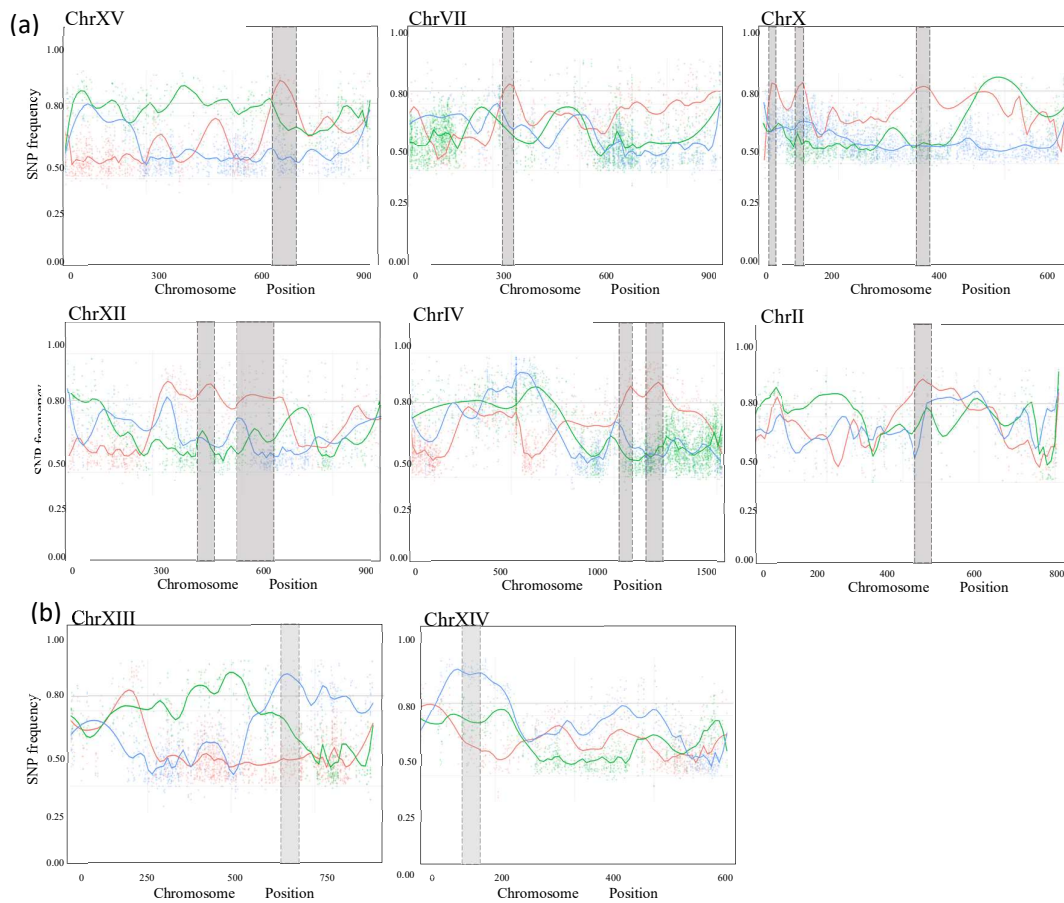 (a)
ChrXV
ChrVII
ChrX
1.00
0.80
0.50
0.25
0.00
SNP frequency
0 300 600 900
Chromosome Position
1.00
0.80
0.50
0.25
0.00
0 300 600 900
Chromosome Position
1.00
0.80
0.50
0.25
0.00
0 200 400 600
Chromosome Position
ChrXII
ChrIV
ChrII
1.00
0.80
0.50
0.25
0.00
SNP frequency
0 300 600 900
Chromosome Position
1.00
0.80
0.50
0.25
0.00
0 500 1000 1500
Chromosome Position
1.00
0.80
0.50
0.25
0.00
0 200 400 600 800
Chromosome Position
(b)
ChrXIII
ChrXIV
1.00
0.80
0.50
0.25
0.00
SNP frequency
0 250 500 750
Chromosome Position
1.00
0.80
0.50
0.25
0.00
0 200 400 600
Chromosome Position